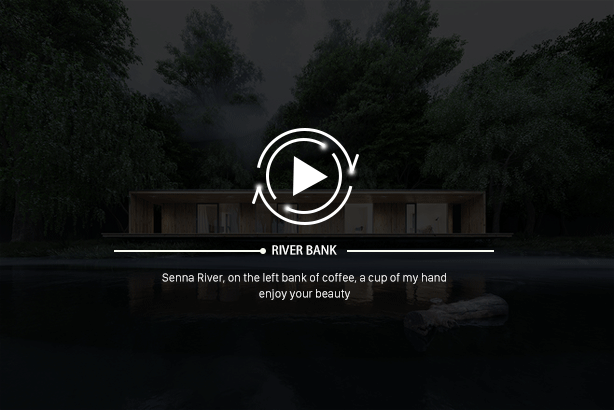 RIVER BANK
Senna River, on the left bank of coffee, a cup of my hand
enjoy your beauty